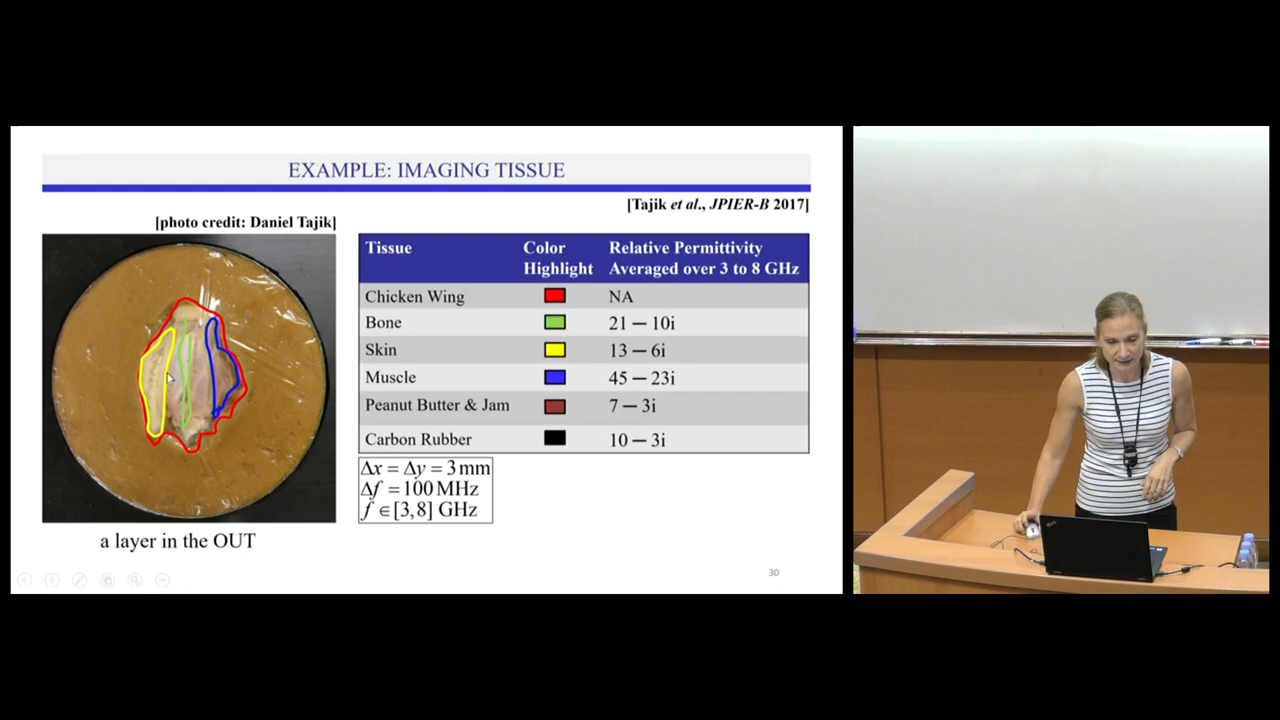 EXAMPLE: IMAGING TISSUE
[Tajik et al., JPIER-B 2017]
[photo credit: Daniel Tajik]
Tissue Color Highlight Relative Permittivity Averaged over 3 to 8 GHz
Chicken Wing NA
Bone 21 − 10i
Skin 13 − 6i
Muscle 45 − 23i
Peanut Butter & Jam 7 − 3i
Carbon Rubber 10 − 3i
Δx = Δy = 3 mm
Δf = 100 MHz
f ∈ [3,8] GHz
a layer in the OUT
30